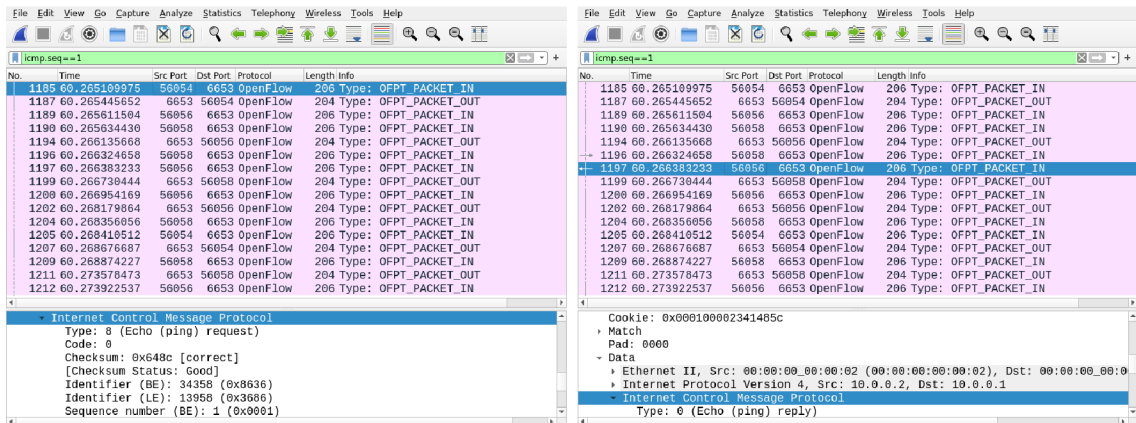 File Edit View Go Capture Analyze Statistics Telephony Wireless Tools Help
icmp.seq==1
No. Time Src Port Dst Port Protocol Length Info
1185 60.265109975 56054 6653 OpenFlow 206 Type: OFPT_PACKET_IN
1187 60.265445652 6653 56054 OpenFlow 204 Type: OFPT_PACKET_OUT
1189 60.265611504 56056 6653 OpenFlow 206 Type: OFPT_PACKET_IN
1190 60.265634430 56058 6653 OpenFlow 206 Type: OFPT_PACKET_IN
1194 60.266135668 6653 56056 OpenFlow 204 Type: OFPT_PACKET_OUT
1196 60.266324658 56058 6653 OpenFlow 206 Type: OFPT_PACKET_IN
1197 60.266383233 56056 6653 OpenFlow 206 Type: OFPT_PACKET_IN
1199 60.266730444 6653 56058 OpenFlow 204 Type: OFPT_PACKET_OUT
1200 60.266954169 56056 6653 OpenFlow 206 Type: OFPT_PACKET_IN
1202 60.268179864 6653 56056 OpenFlow 204 Type: OFPT_PACKET_OUT
1204 60.268356056 56058 6653 OpenFlow 206 Type: OFPT_PACKET_IN
1205 60.268410512 56056 6653 OpenFlow 206 Type: OFPT_PACKET_IN
1207 60.268676687 6653 56054 OpenFlow 204 Type: OFPT_PACKET_OUT
1209 60.268874227 56058 6653 OpenFlow 206 Type: OFPT_PACKET_IN
1211 60.273578473 6653 56058 OpenFlow 204 Type: OFPT_PACKET_OUT
1212 60.273922537 56056 6653 OpenFlow 206 Type: OFPT_PACKET_IN
Internet Control Message Protocol
Type: 8 (Echo (ping) request)
Code: 0
Checksum: 0x648c [correct]
[Checksum Status: Good]
Identifier (BE): 34358 (0x8636)
Identifier (LE): 13958 (0x3686)
Sequence number (BE): 1 (0x0001)
File Edit View Go Capture Analyze Statistics Telephony Wireless Tools Help
icmp.seq==1
No. Time Src Port Dst Port Protocol Length Info
1185 60.265109975 56054 6653 OpenFlow 206 Type: OFPT_PACKET_IN
1187 60.265445652 6653 56054 OpenFlow 204 Type: OFPT_PACKET_OUT
1189 60.265611504 56056 6653 OpenFlow 206 Type: OFPT_PACKET_IN
1190 60.265634430 56058 6653 OpenFlow 206 Type: OFPT_PACKET_IN
1194 60.266135668 6653 56056 OpenFlow 204 Type: OFPT_PACKET_OUT
1196 60.266324658 56058 6653 OpenFlow 206 Type: OFPT_PACKET_IN
1197 60.266383233 56056 6653 OpenFlow 206 Type: OFPT_PACKET_IN
1199 60.266730444 6653 56058 OpenFlow 204 Type: OFPT_PACKET_OUT
1200 60.266954169 56056 6653 OpenFlow 206 Type: OFPT_PACKET_IN
1202 60.268179864 6653 56056 OpenFlow 204 Type: OFPT_PACKET_OUT
1204 60.268356056 56058 6653 OpenFlow 206 Type: OFPT_PACKET_IN
1205 60.268410512 56056 6653 OpenFlow 206 Type: OFPT_PACKET_IN
1207 60.268676687 6653 56054 OpenFlow 204 Type: OFPT_PACKET_OUT
1209 60.268874227 56058 6653 OpenFlow 206 Type: OFPT_PACKET_IN
1211 60.273578473 6653 56058 OpenFlow 204 Type: OFPT_PACKET_OUT
1212 60.273922537 56056 6653 OpenFlow 206 Type: OFPT_PACKET_IN
Cookie: 0x000100002341485c
Match
Pad: 0000
Data
Ethernet II, Src: 00:00:00_00:00:02 (00:00:00:00:00:02), Dst: 00:00:00_00:0
Internet Protocol Version 4, Src: 10.0.0.2, Dst: 10.0.0.1
Internet Control Message Protocol
Type: 0 (Echo (ping) reply)